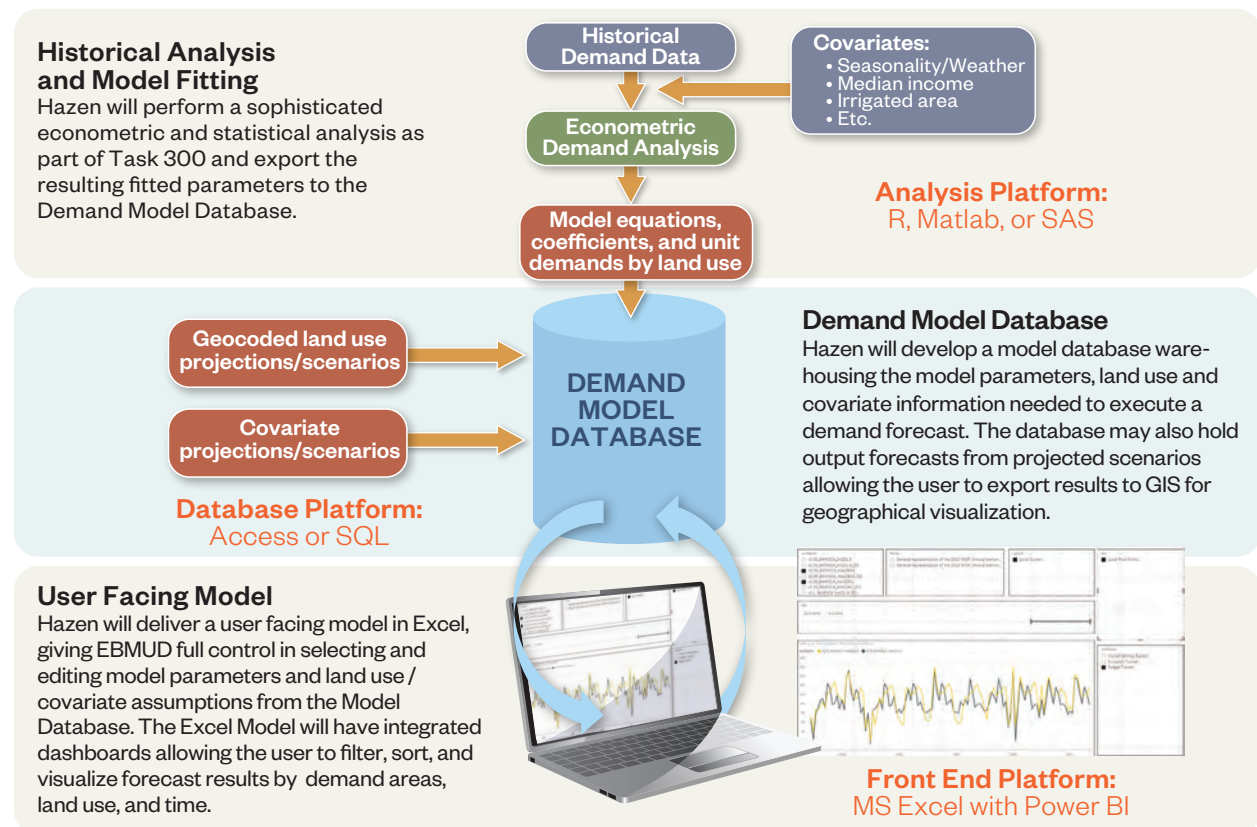 Historical Analysis
and Model Fitting
Hazen will perform a sophisticated
econometric and statistical analysis as
part of Task 300 and export the
resulting fitted parameters to the
Demand Model Database.
Historical
Demand Data
Covariates:
• Seasonality/Weather
• Median income
• Irrigated area
• Etc.
Econometric
Demand Analysis
Model equations,
coefficients, and unit
demands by land use
Analysis Platform:
R, Matlab, or SAS
Geocoded land use
projections/scenarios
Covariate
projections/scenarios
Database Platform:
Access or SQL
DEMAND
MODEL
DATABASE
Demand Model Database
Hazen will develop a model database ware-
housing the model parameters, land use and
covariate information needed to execute a
demand forecast. The database may also hold
output forecasts from projected scenarios
allowing the user to export results to GIS for
geographical visualization.
User Facing Model
Hazen will deliver a user facing model in Excel,
giving EBMUD full control in selecting and
editing model parameters and land use /
covariate assumptions from the Model
Database. The Excel Model will have integrated
dashboards allowing the user to filter, sort, and
visualize forecast results by demand areas,
land use, and time.
Front End Platform:
MS Excel with Power BI